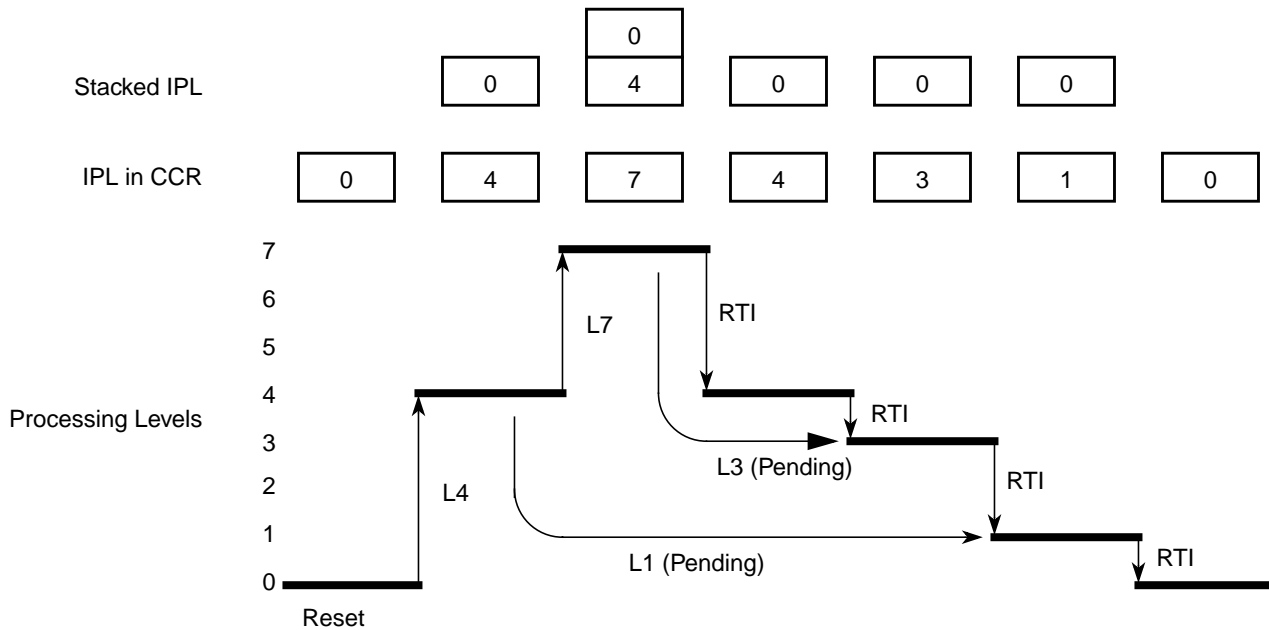 0
Stacked IPL 0 4 0 0 0
IPL in CCR 0 4 7 4 3 1 0
7
6
RTI
L7
5
4
Processing Levels
RTI
3
L3 (Pending)
2
L4
RTI
1
L1 (Pending)
RTI
0
Reset